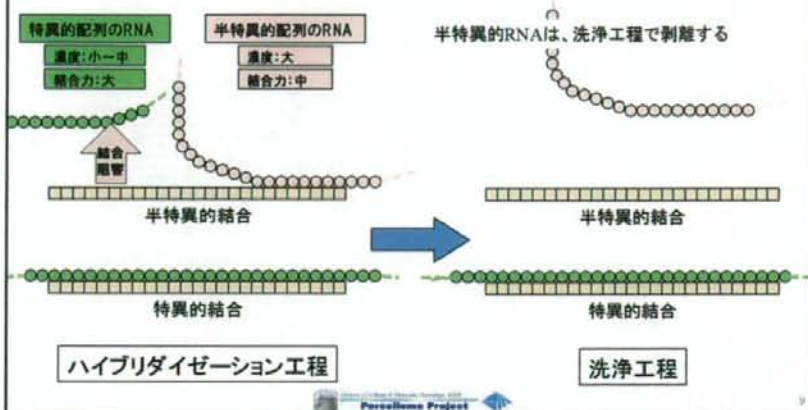 特異的配列のRNA
濃度:小～中
結合力:大
半特異的配列のRNA
濃度:大
結合力:中
半特異的RNAは、洗浄工程で剥離する
結合
阻害
半特異的結合
半特異的結合
特異的結合
特異的結合
ハイブリダイゼーション工程
洗浄工程
Percellome Project